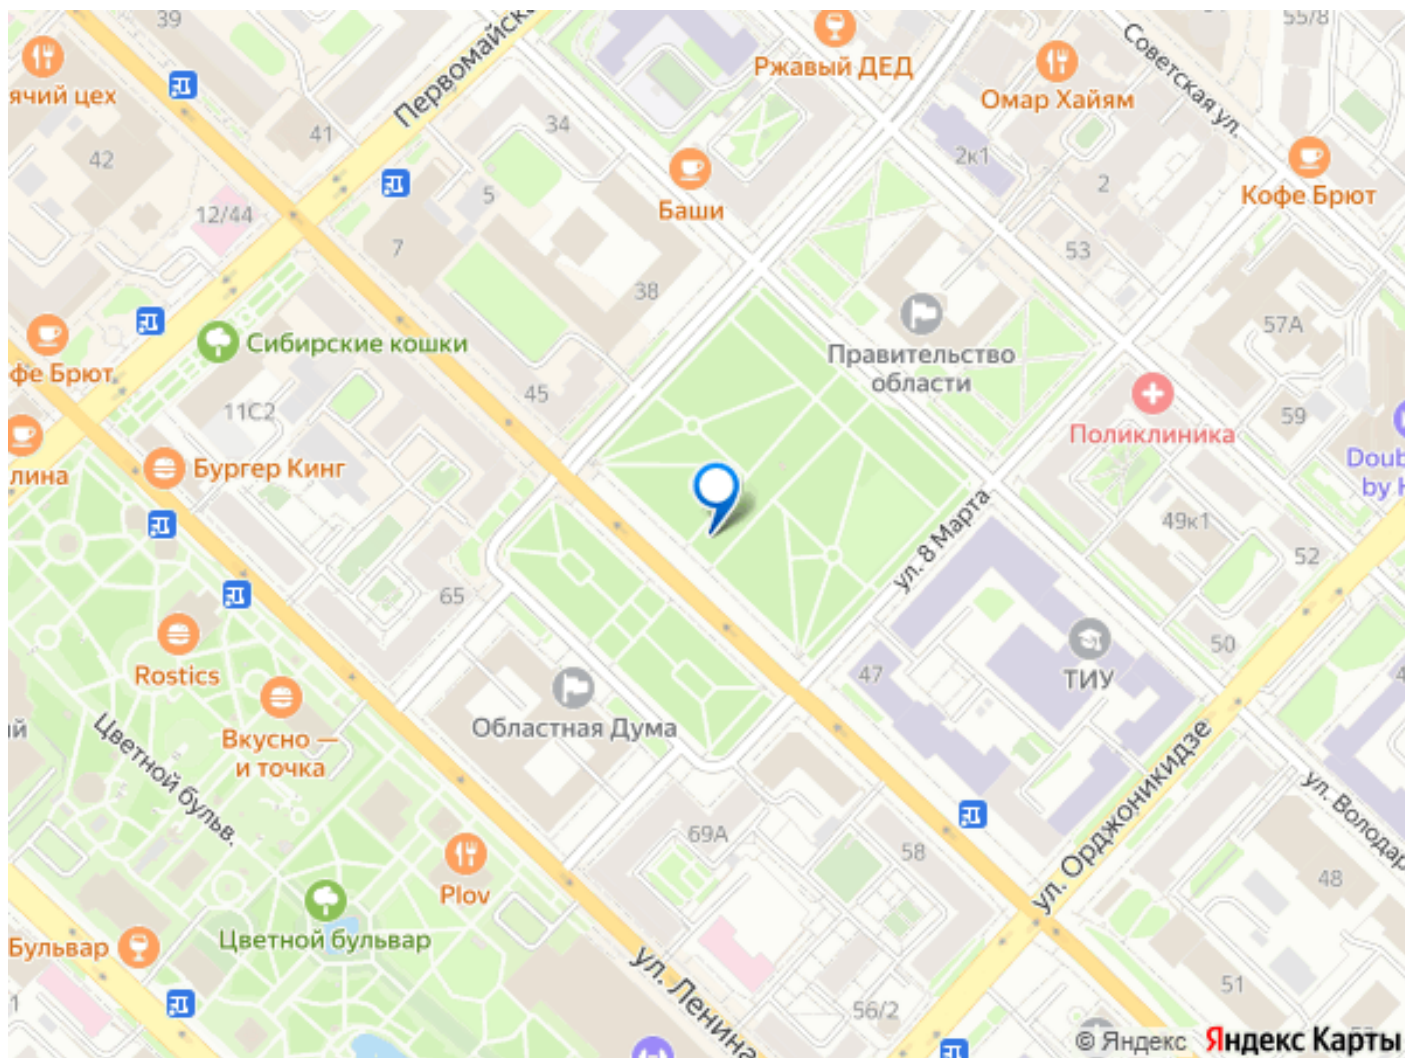 39
55/8
Первомайска
Ржавый ДЕД
Советская ул.
ячий цех
Омар Хайям
41
34
42
2к1
2
Кофе Брют
5
Баши
12/44
7
53
38
57А
Сибирские кошки
Правительство
области
фе Брют
45
11С2
59
Поликлиника
лина
Бургер Кинг
Doub
by H
ул. 8 Марта
49к1
52
65
50
Rostics
47
ТИУ
Областная Дума
ий
Вкусно —
и точка
Цветной бульв.
ул. Орджоникидзе
ул. Володар
69А
58
48
Plov
Цветной бульвар
Бульвар
ул. Ленина
51
56/2
1
© Яндекс Яндекс Карты